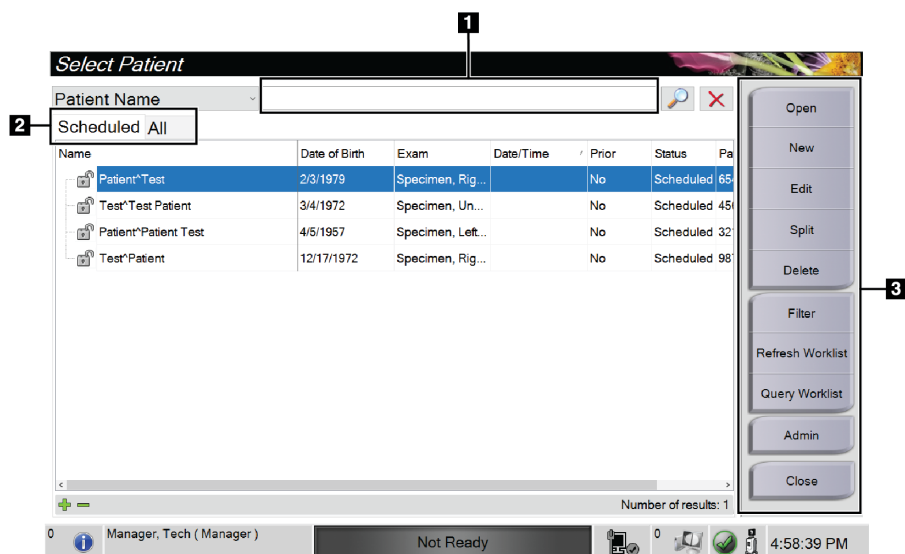 1
Select Patient
Patient Name
2
Scheduled All
Name Date of Birth Exam Date/Time Prior Status Pa
Patient^Test 2/3/1979 Specimen, Rig... No Scheduled 654
Test^Test Patient 3/4/1972 Specimen, Un... No Scheduled 456
Patient^Patient Test 4/5/1957 Specimen, Left... No Scheduled 321
Test^Patient 12/17/1972 Specimen, Rig... No Scheduled 987
Number of results: 1
Open
New
Edit
Split
Delete
3
Filter
Refresh Worklist
Query Worklist
Admin
Close
0 Manager, Tech ( Manager ) Not Ready 0 4:58:39 PM